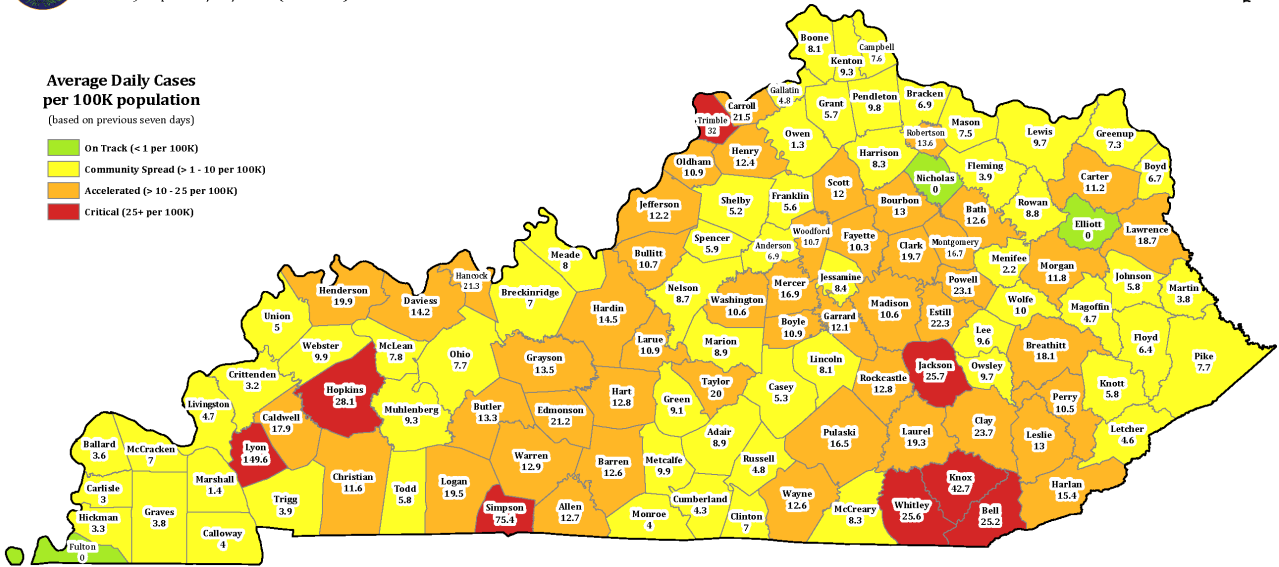 Average Daily Cases
per 100K population
(based on previous seven days)
On Track (< 1 per 100K)
Community Spread (> 1 - 10 per 100K)
Accelerated (> 10 - 25 per 100K)
Critical (25+ per 100K)
Boone
8.1
Kenton
9.3
Campbell
7.6
Gallatin
4.8
Carroll
21.5
Trimble
32
Grant
5.7
Pendleton
9.8
Bracken
6.9
Mason
7.5
Robertson
13.6
Lewis
9.7
Greenup
7.3
Boyd
6.7
Owen
1.3
Henry
12.4
Oldham
10.9
Harrison
8.3
Nicholas
0
Fleming
3.9
Carter
11.2
Rowan
8.8
Elliott
0
Lawrence
18.7
Jefferson
12.2
Shelby
5.2
Franklin
5.6
Scott
12
Bourbon
13
Bath
12.6
Spencer
5.9
Anderson
6.9
Woodford
10.7
Fayette
10.3
Clark
19.7
Montgomery
16.7
Menifee
2.2
Morgan
11.8
Johnson
5.8
Martin
3.8
Bullitt
10.7
Meade
8
Breckinridge
7
Hancock
21.3
Daviess
14.2
Henderson
19.9
Union
5
Nelson
8.7
Washington
10.6
Mercer
16.9
Jessamine
8.4
Madison
10.6
Powell
23.1
Estill
22.3
Wolfe
10
Magoffin
4.7
Floyd
6.4
Pike
7.7
Hardin
14.5
Larue
10.9
Marion
8.9
Boyle
10.9
Garrard
12.1
Lee
9.6
Owsley
9.7
Breathitt
18.1
Knott
5.8
Webster
9.9
McLean
7.8
Ohio
7.7
Grayson
13.5
Crittenden
3.2
Hopkins
28.1
Livingston
4.7
Caldwell
17.9
Muhlenberg
9.3
Butler
13.3
Edmonson
21.2
Hart
12.8
Green
9.1
Taylor
20
Casey
5.3
Lincoln
8.1
Rockcastle
12.8
Jackson
25.7
Perry
10.5
Letcher
4.6
Leslie
13
Clay
23.7
Laurel
19.3
Pulaski
16.5
Adair
8.9
Russell
4.8
Metcalfe
9.9
Barren
12.6
Warren
12.9
Lyon
149.6
Ballard
3.6
McCracken
7
Marshall
1.4
Carlisle
3
Hickman
3.3
Graves
3.8
Calloway
4
Fulton
0
Trigg
3.9
Christian
11.6
Todd
5.8
Logan
19.5
Simpson
75.4
Allen
12.7
Monroe
4
Cumberland
4.3
Clinton
7
Wayne
12.6
McCreary
8.3
Whitley
25.6
Knox
42.7
Bell
25.2
Harlan
15.4